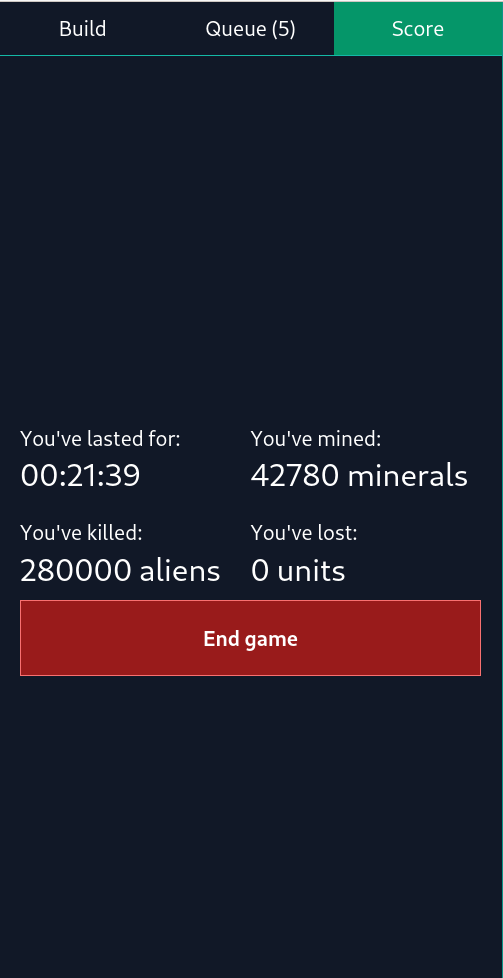 Build
Queue (5)
Score
You've lasted for:
00:21:39
You've mined:
42780 minerals
You've killed:
280000 aliens
You've lost:
0 units
End game